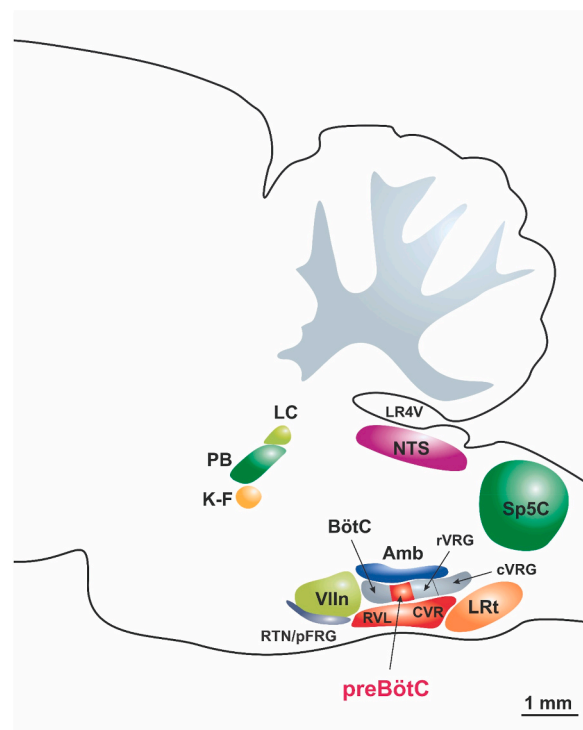 LR4V
LC
NTS
PB
K-F
Sp5C
BötC
rVRG
Amb
cVRG
VIIn
LRt
RVL
CVR
RTN/pFRG
preBötC
1 mm